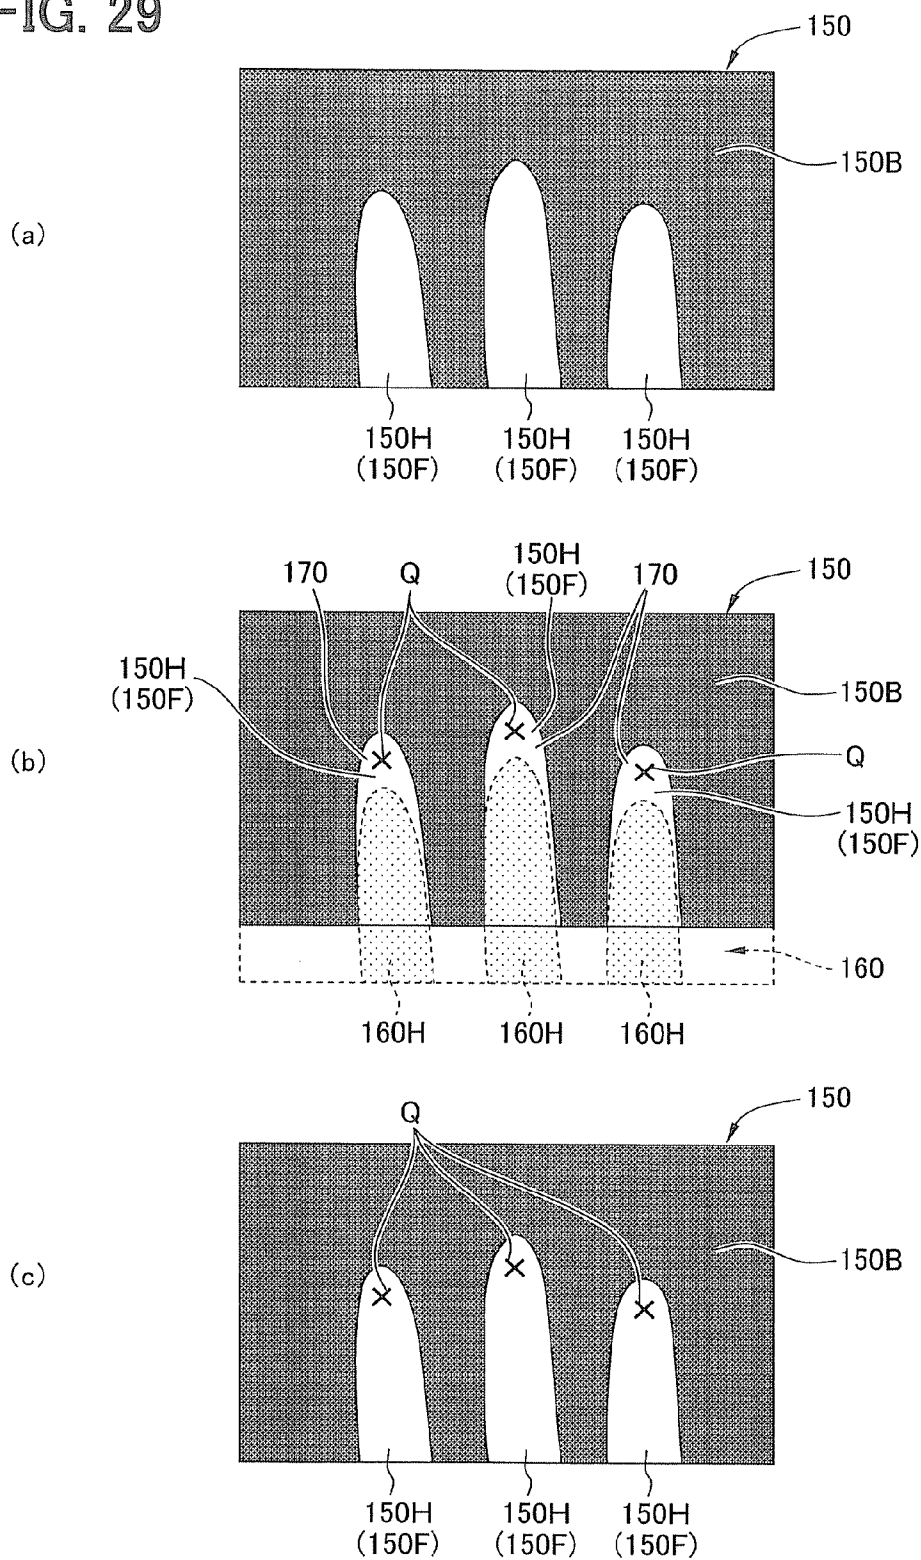 FIG. 29
150
150B
(a)
150H 150H 150H
(150F) (150F) (150F)
170 Q 150H 170 150
(150F)
150H
(150F)
150B
(b)
Q
150H
(150F)
160
160H 160H 160H
Q 150
150B
(c)
150H 150H 150H
(150F) (150F) (150F)